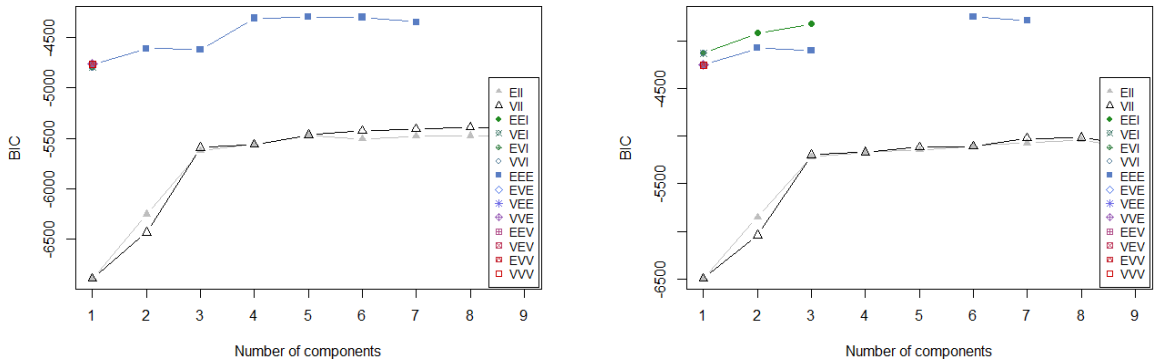 -4500
-5000
-5500
-6000
-6500
BIC
EII
VII
EEI
VEI
EVI
VVI
EEE
EVE
VEE
VVE
EEV
VEV
EVV
VVV
1 2 3 4 5 6 7 8 9
Number of components
-4500
-5500
-6500
BIC
EII
VII
EEI
VEI
EVI
VVI
EEE
EVE
VEE
VVE
EEV
VEV
EVV
VVV
1 2 3 4 5 6 7 8 9
Number of components